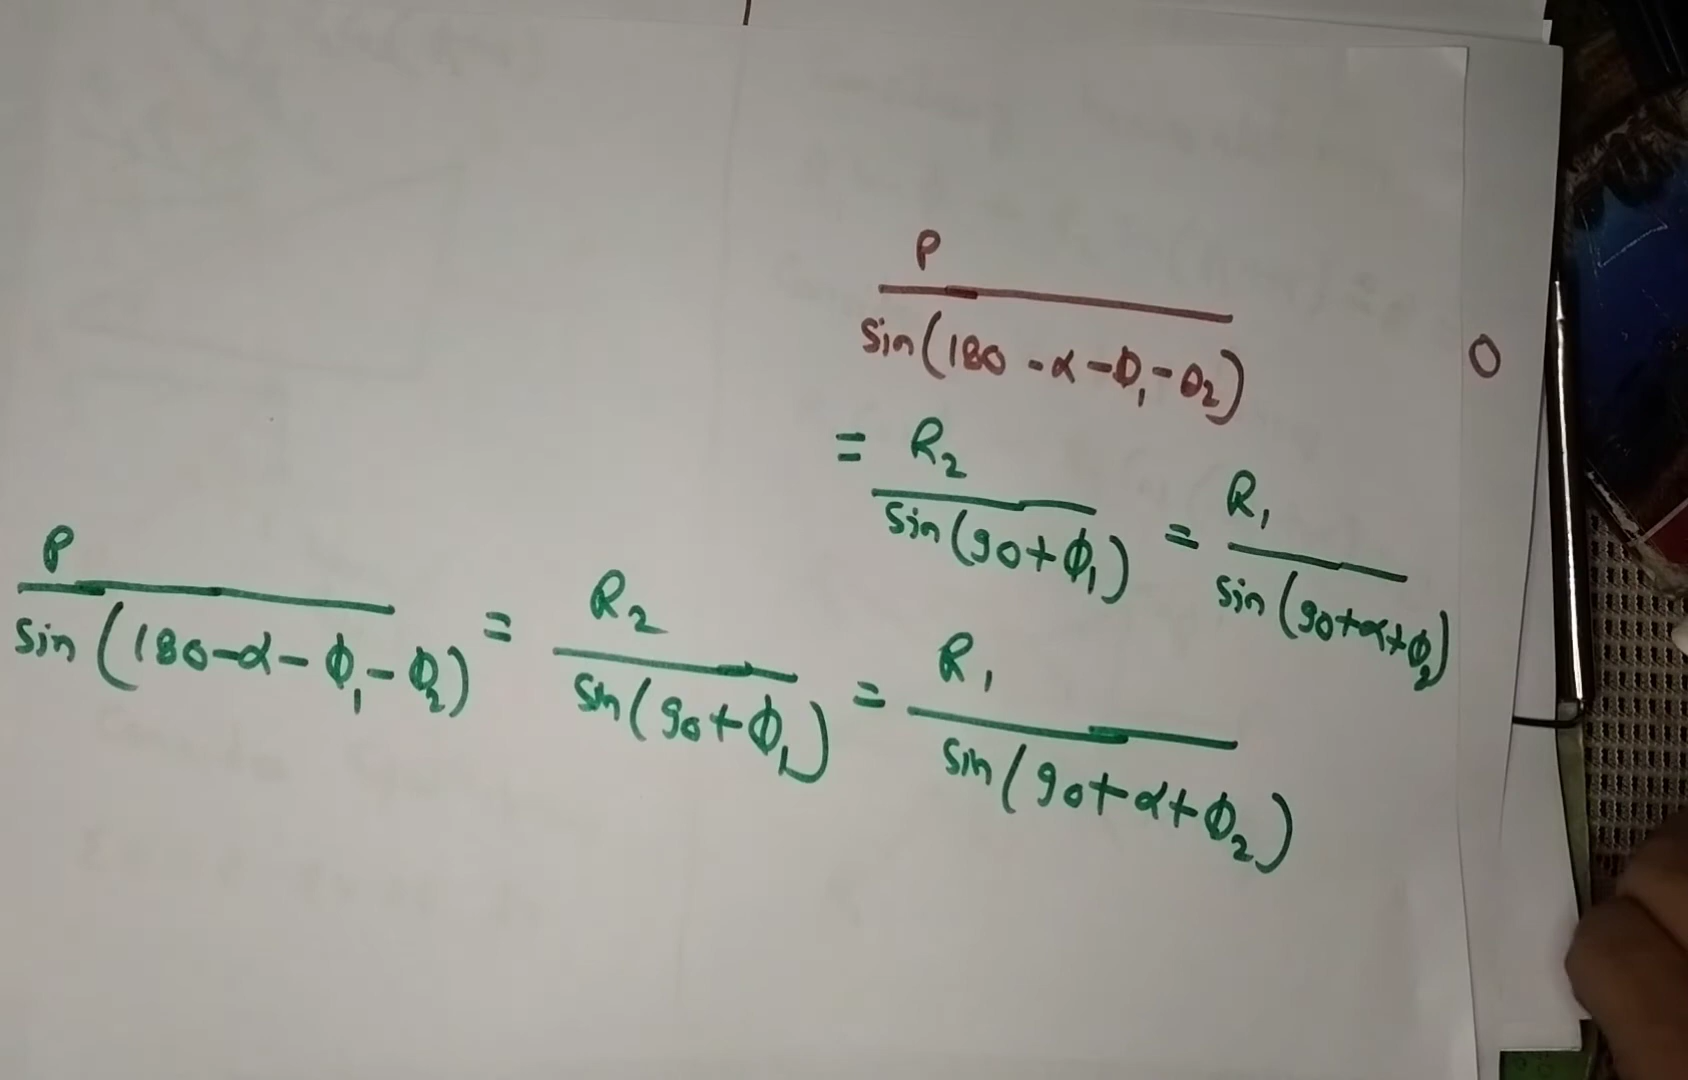 P
sin(180 - α - Φ₁ - Θ₂)
O
= R₂ / sin(90+Φ₁) = R₁ / sin(90+α+Φ₂)
P / sin(180-α-Φ₁-Φ₂) = R₂ / sin(90+Φ₁) = R₁ / sin(90+α+Φ₂)